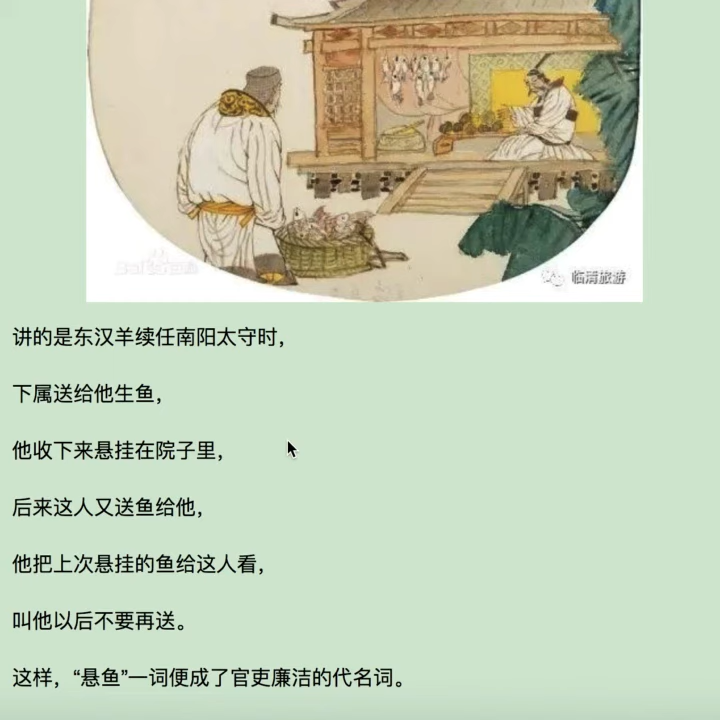 临清旅游
讲的是东汉羊续任南阳太守时，
下属送给他生鱼，
他收下来悬挂在院子里，
后来这人又送鱼给他，
他把上次悬挂的鱼给这人看，
叫他以后不要再送。
这样，“悬鱼”一词便成了官吏廉洁的代名词。